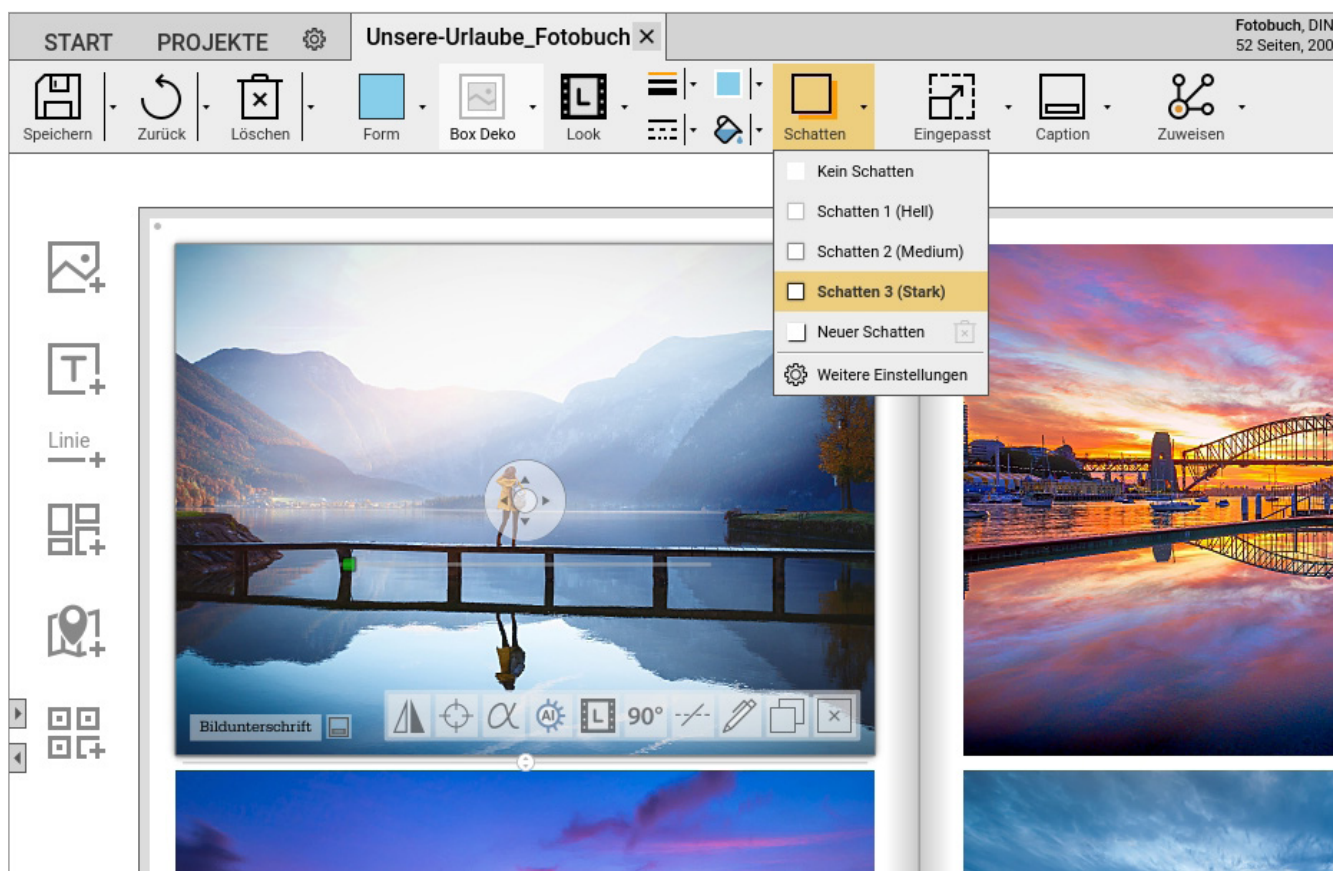 START PROJEKTE Unsere-Urlaube_Fotobuch
Fotobuch, DIN
52 Seiten, 200
Speichern Zurück Löschen Form Box Deko Look Schatten Eingepasst Caption Zuweisen
Kein Schatten
Schatten 1 (Hell)
Schatten 2 (Medium)
Schatten 3 (Stark)
Neuer Schatten
Weitere Einstellungen
T
Linie
Bildunterschrift AI L 90°